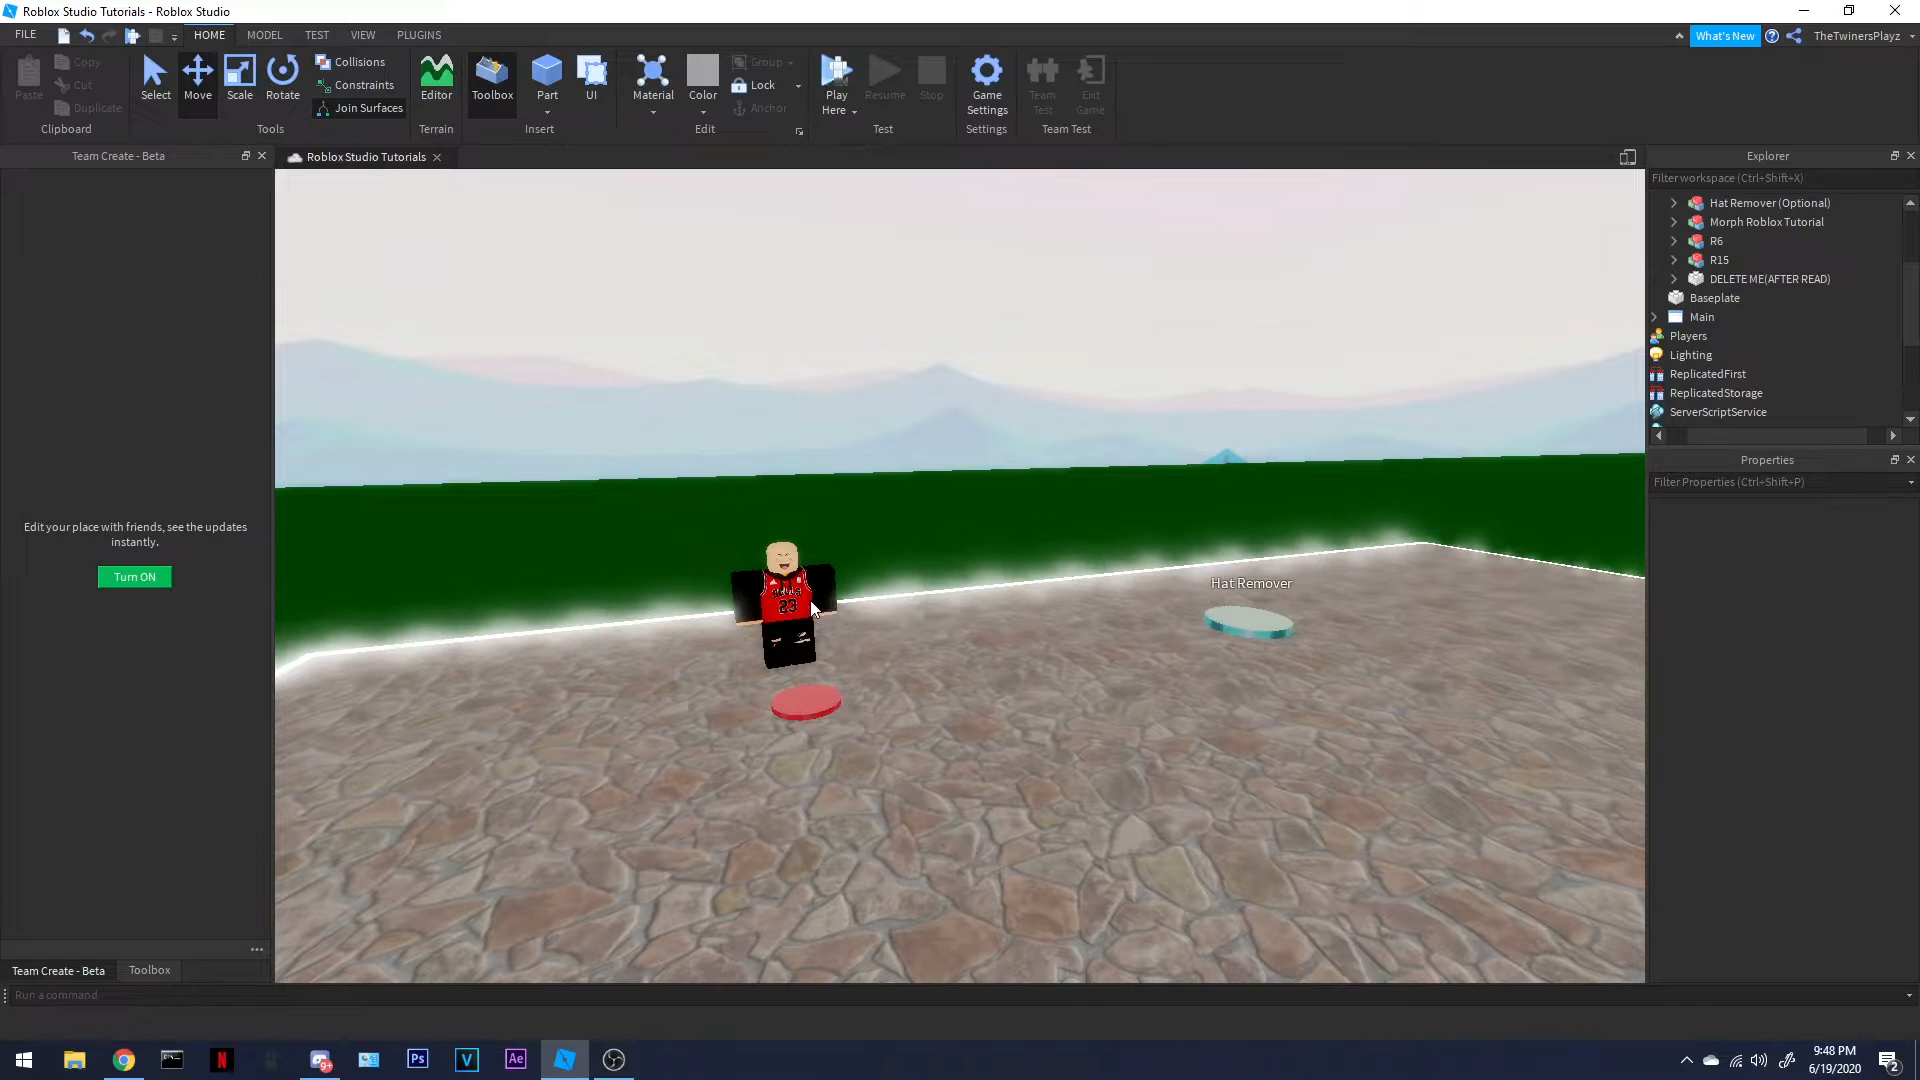 Roblox Studio Tutorials - Roblox Studio
FILE HOME MODEL TEST VIEW PLUGINS
What's New TheTwinersPlayz
Paste
Copy
Cut
Duplicate
Clipboard
Select Move Scale Rotate
Collisions
Constraints
Join Surfaces
Tools
Editor
Terrain
Toolbox Part UI
Insert
Material Color
Group
Lock
Anchor
Edit
Play Here Resume Stop
Test
Game Settings
Settings
Team Test Exit Game
Team Test
Team Create - Beta
Edit your place with friends, see the updates
instantly.
Turn ON
Team Create - Beta Toolbox
Roblox Studio Tutorials
23
Hat Remover
Explorer
Filter workspace (Ctrl+Shift+X)
Hat Remover (Optional)
Morph Roblox Tutorial
R6
R15
DELETE ME(AFTER READ)
Baseplate
Main
Players
Lighting
ReplicatedFirst
ReplicatedStorage
ServerScriptService
Properties
Filter Properties (Ctrl+Shift+P)
Run a command
N
9+
Ps
V
Ae
9:48 PM
6/19/2020
2